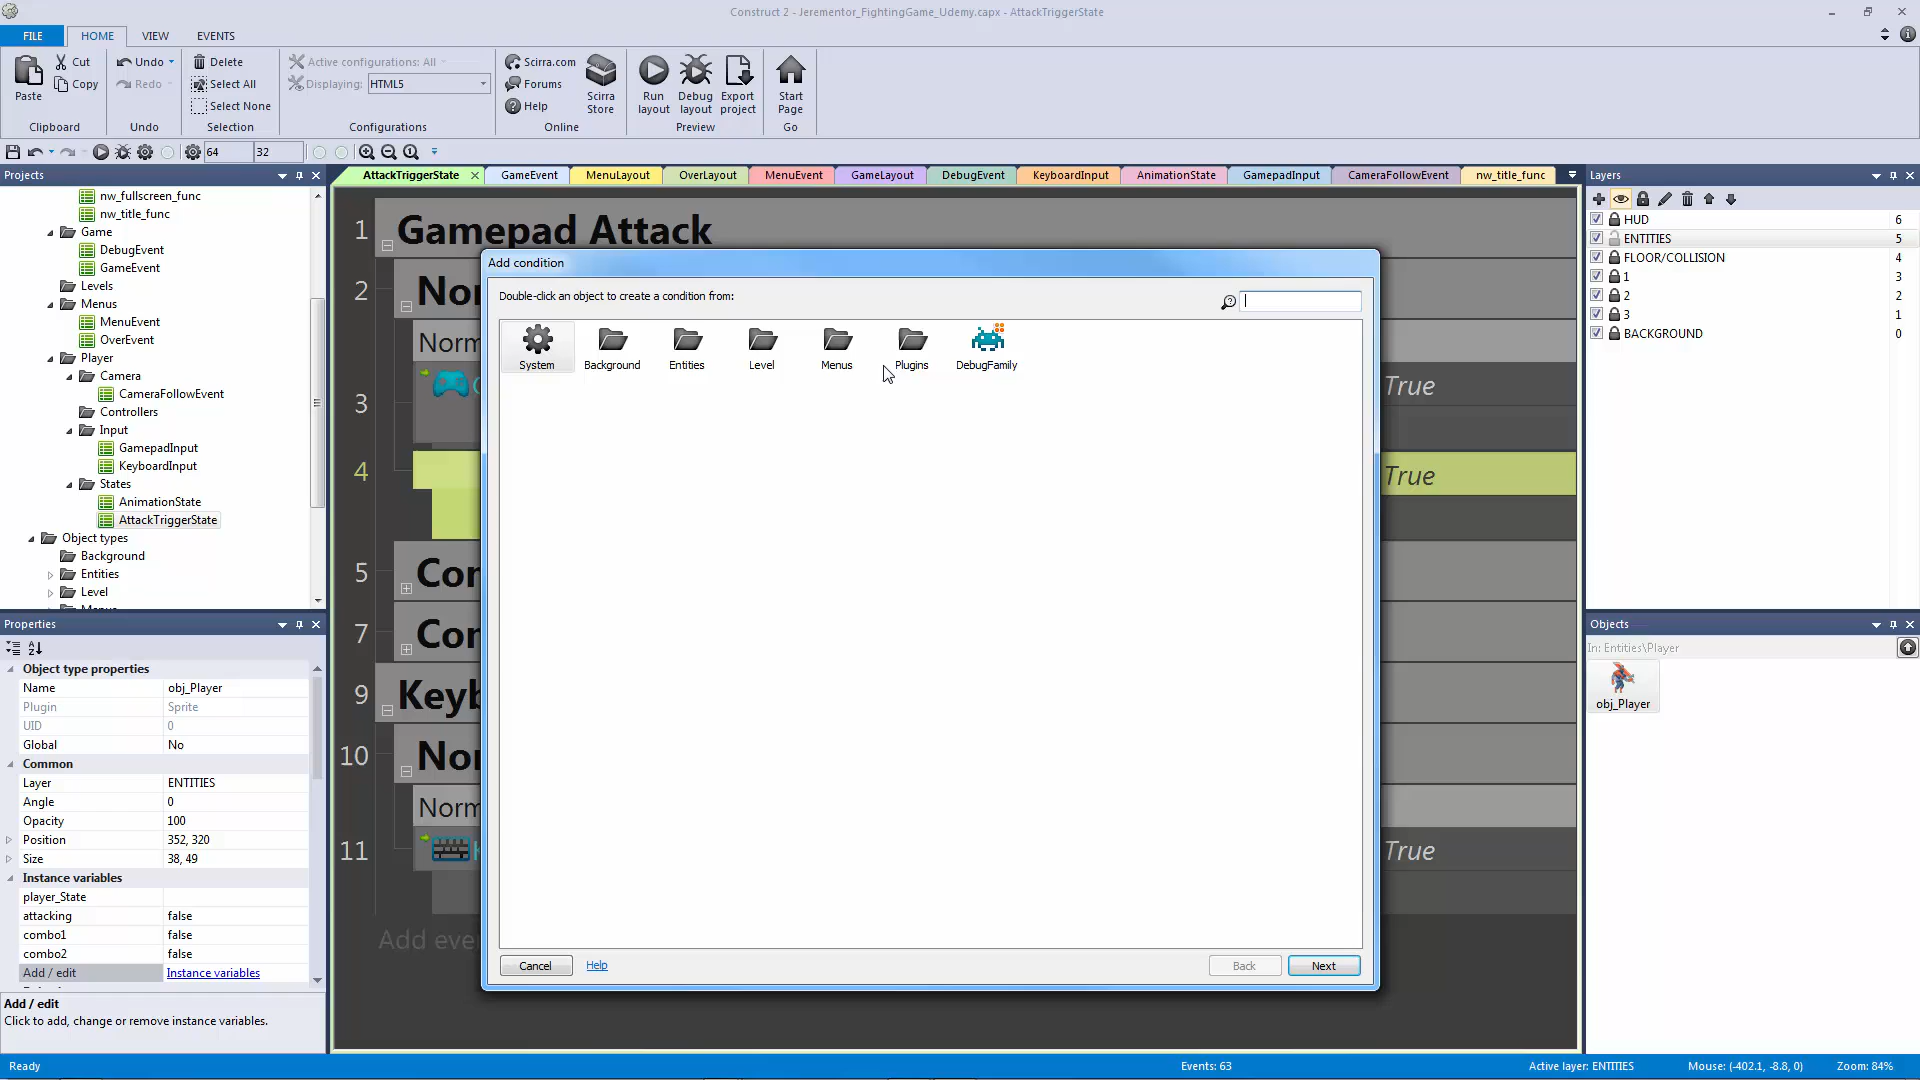 Construct 2 - Jerementor_FightingGame_Udemy.capx - AttackTriggerState
FILE
HOME
VIEW
EVENTS
Paste
Cut
Copy
Clipboard
Undo
Redo
Undo
Delete
Select All
Select None
Selection
Active configurations: All
Displaying:
HTML5
Configurations
Scirra.com
Forums
Help
Online
Scirra
Store
Run
layout
Debug
layout
Export
project
Preview
Start
Page
Go
64
32
Projects
AttackTriggerState
GameEvent
MenuLayout
OverLayout
MenuEvent
GameLayout
DebugEvent
KeyboardInput
AnimationState
GamepadInput
CameraFollowEvent
nw_title_func
nw_fullscreen_func
nw_title_func
Game
DebugEvent
GameEvent
Levels
Menus
MenuEvent
OverEvent
Player
Camera
CameraFollowEvent
Controllers
Input
GamepadInput
KeyboardInput
States
AnimationState
AttackTriggerState
Object types
Background
Entities
Level
Properties
Object type properties
Name obj_Player
Plugin Sprite
UID 0
Global No
Common
Layer ENTITIES
Angle 0
Opacity 100
Position 352, 320
Size 38, 49
Instance variables
player_State
attacking false
combo1 false
combo2 false
Add / edit Instance variables
Add / edit
Click to add, change or remove instance variables.
1 Gamepad Attack
2 Nor
Norm
3
True
4
True
5 Cor
7 Cor
9 Keyb
10 Nor
Norm
11
True
Add eve
Add condition
Double-click an object to create a condition from:
System
Background
Entities
Level
Menus
Plugins
DebugFamily
Cancel
Help
Back
Next
Layers
HUD 6
ENTITIES 5
FLOOR/COLLISION 4
1 3
2 2
3 1
BACKGROUND 0
Objects
In: Entities\Player
obj_Player
Ready
Events: 63
Active layer: ENTITIES
Mouse: (-402.1, -8.8, 0)
Zoom: 84%